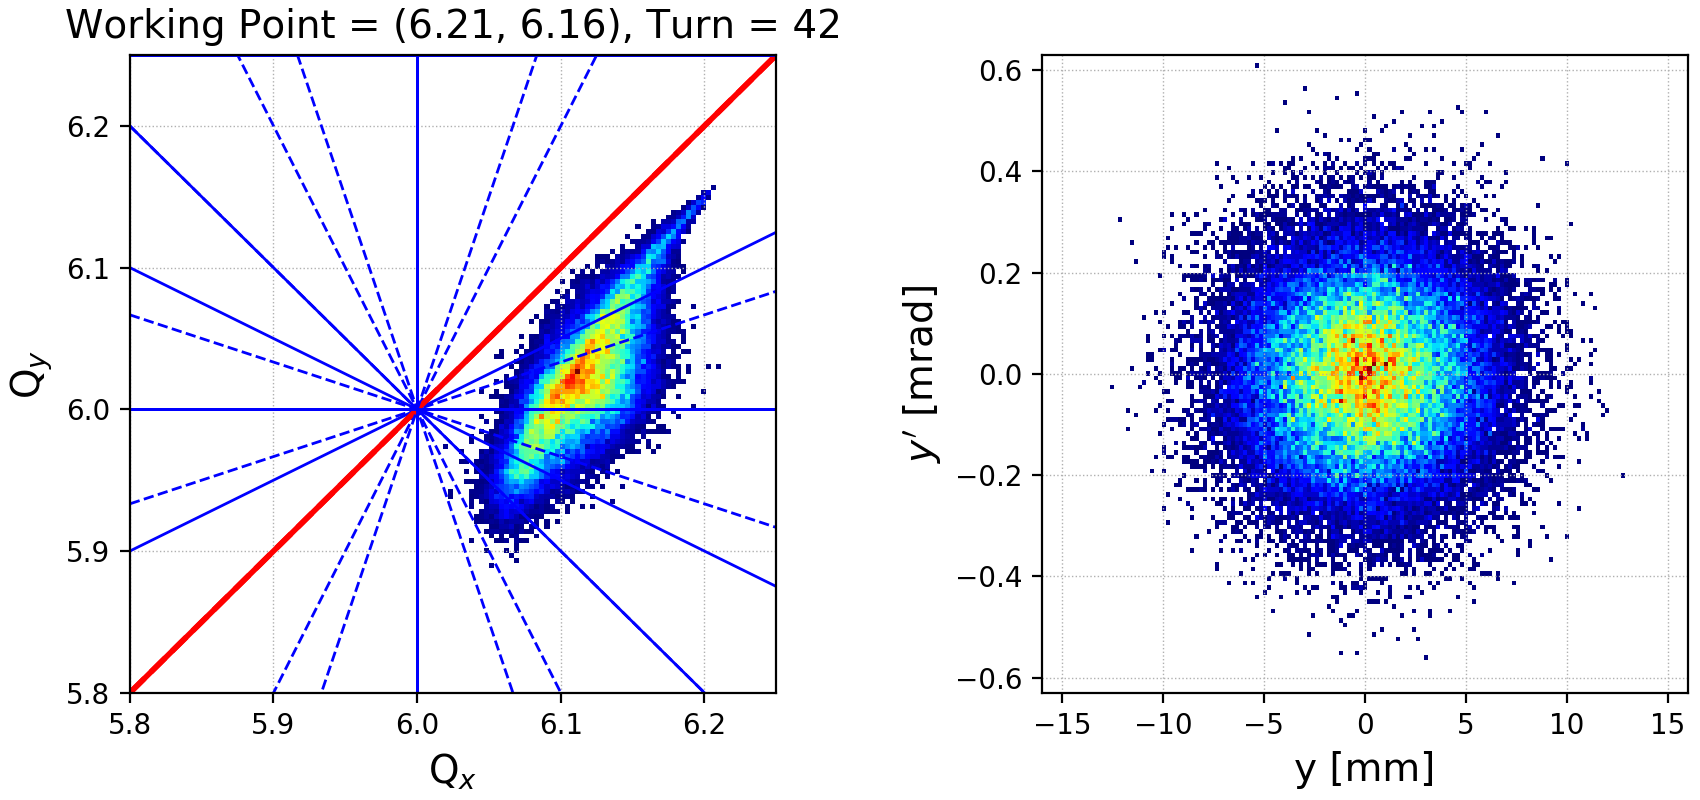 Working Point = (6.21, 6.16), Turn = 42
6.2
6.1
6.0
5.9
5.8
Qy
5.8 5.9 6.0 6.1 6.2
Qx
0.6
0.4
0.2
0.0
−0.2
−0.4
−0.6
y′ [mrad]
−15 −10 −5 0 5 10 15
y [mm]